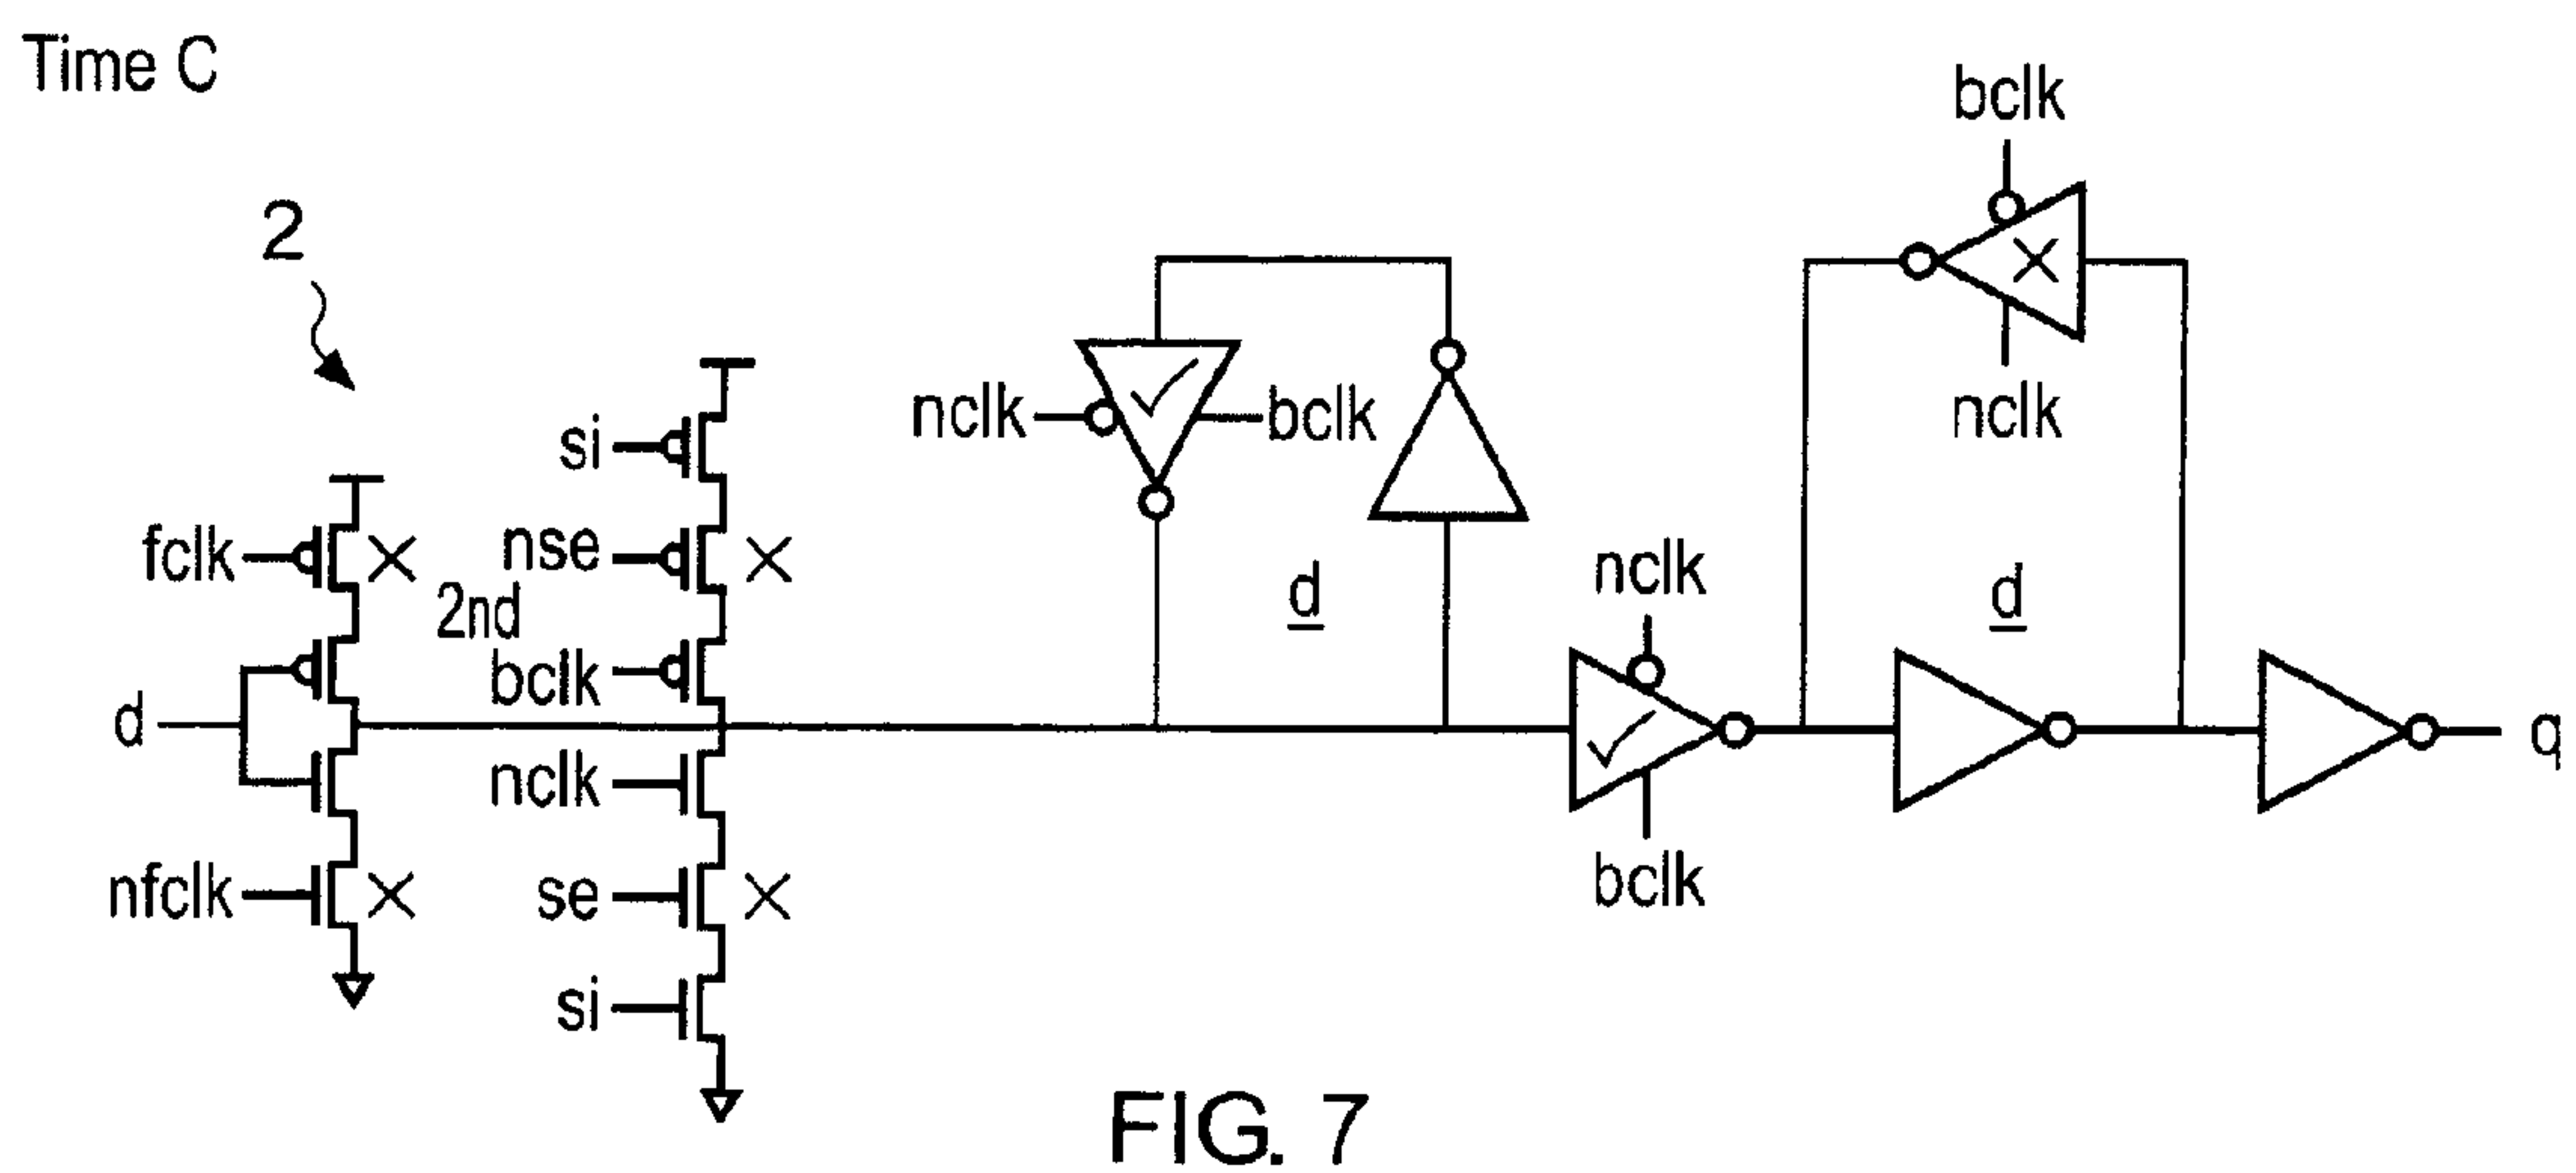 Time C
bclk
2
nclk
bclk
nclk
si
fclk
nse
2nd
bclk
d
d
nclk
d
q
nclk
nfclk
se
bclk
si
FIG. 7